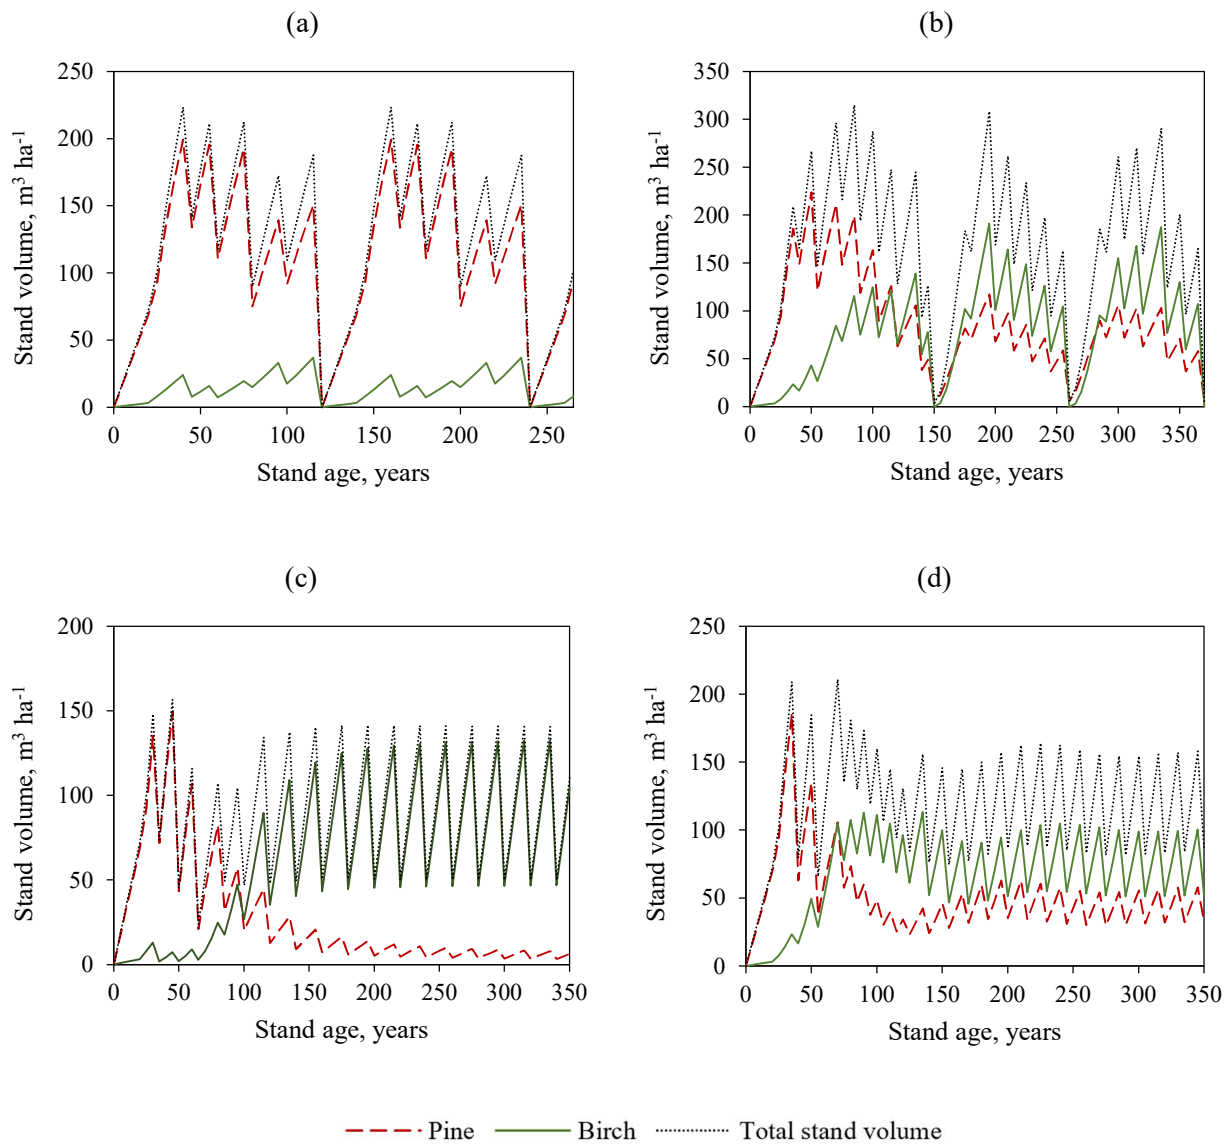 (a)
Stand volume, m³ ha⁻¹
250
200
150
100
50
0
0 50 100 150 200 250
Stand age, years
(b)
Stand volume, m³ ha⁻¹
350
300
250
200
150
100
50
0
0 50 100 150 200 250 300 350
Stand age, years
(c)
Stand volume, m³ ha⁻¹
200
150
100
50
0
0 50 100 150 200 250 300 350
Stand age, years
(d)
Stand volume, m³ ha⁻¹
250
200
150
100
50
0
0 50 100 150 200 250 300 350
Stand age, years
Pine Birch Total stand volume